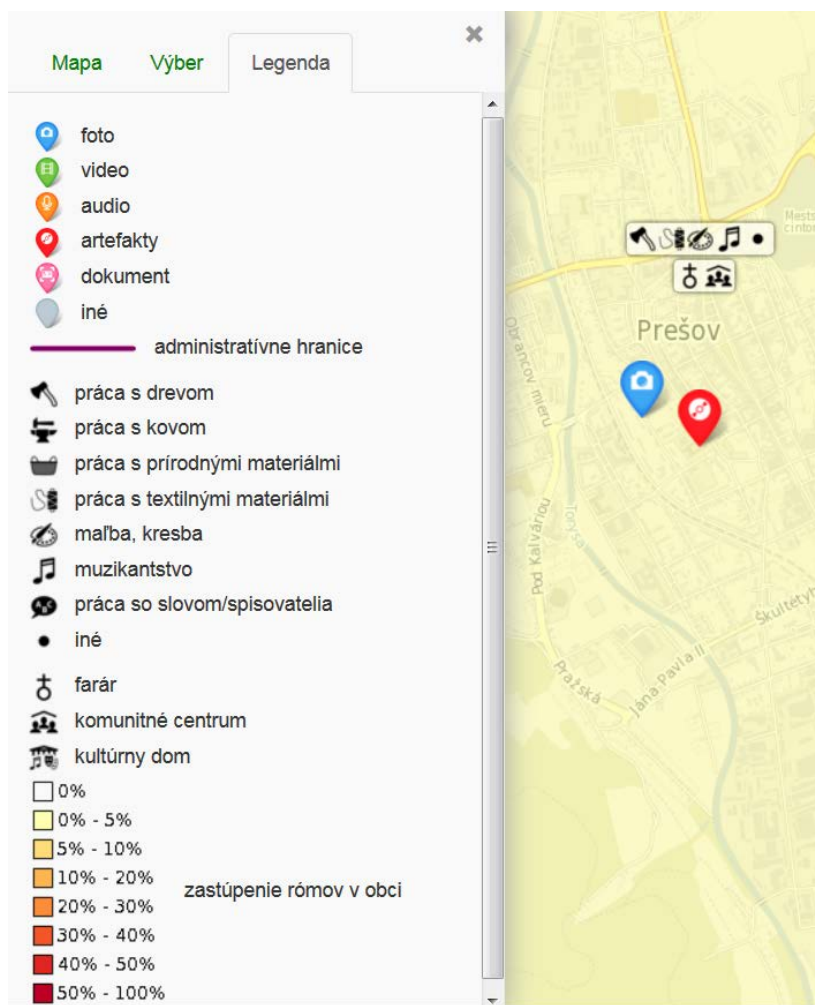 Mapa Výber Legenda
foto
video
audio
artefakty
dokument
iné
administratívne hranice
práca s drevom
práca s kovom
práca s prírodnými materiálmi
práca s textilnými materiálmi
maľba, kresba
muzikantstvo
práca so slovom/spisovatelia
iné
farár
komunitné centrum
kultúrny dom
0%
0% - 5%
5% - 10%
10% - 20%
zastúpenie rómov v obci
20% - 30%
30% - 40%
40% - 50%
50% - 100%
Mests
cintor
Prešov
Obrancov mieru
Pod Kalváriou
Torysa
Škultétyh
Jána Pavla II
Pražská